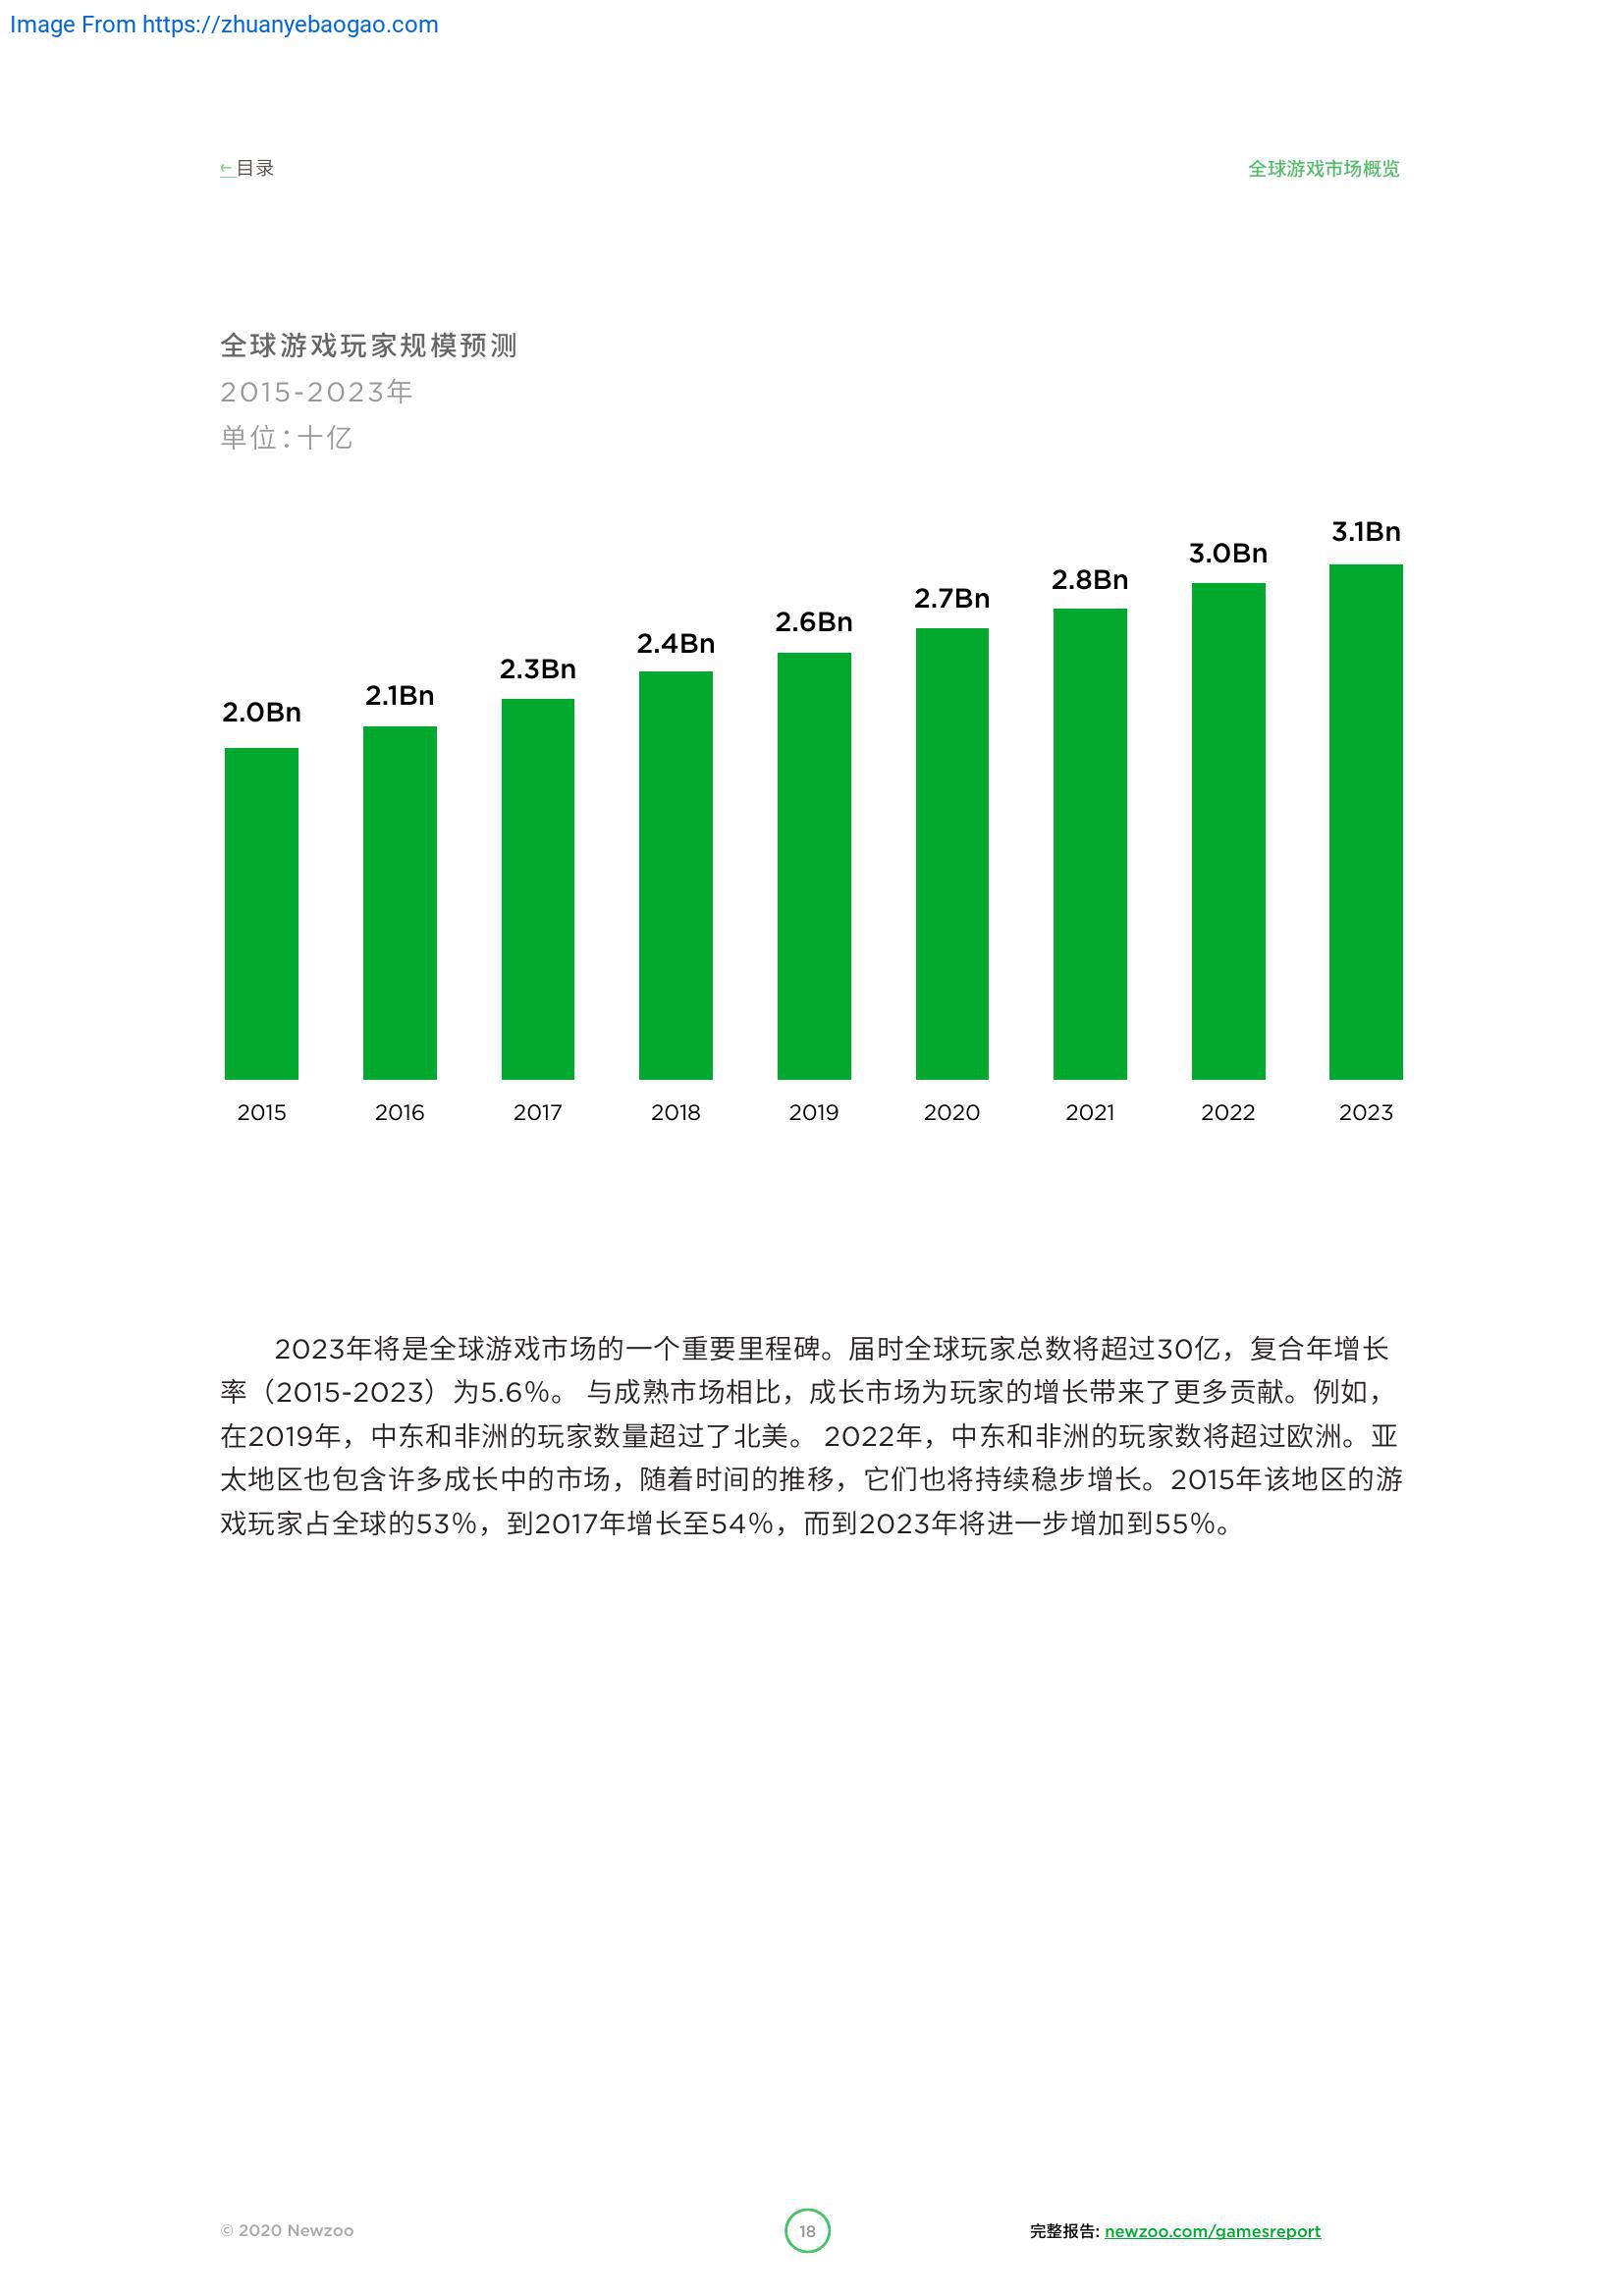 Image From https://zhuanyebaogao.com
←目录
全球游戏市场概览
全球游戏玩家规模预测
2015-2023年
单位：十亿
2.0Bn
2.1Bn
2.3Bn
2.4Bn
2.6Bn
2.7Bn
2.8Bn
3.0Bn
3.1Bn
2015
2016
2017
2018
2019
2020
2021
2022
2023
2023年将是全球游戏市场的一个重要里程碑。届时全球玩家总数将超过30亿，复合年增长
率（2015-2023）为5.6%。 与成熟市场相比，成长市场为玩家的增长带来了更多贡献。例如，
在2019年，中东和非洲的玩家数量超过了北美。 2022年，中东和非洲的玩家数将超过欧洲。亚
太地区也包含许多成长中的市场，随着时间的推移，它们也将持续稳步增长。2015年该地区的游
戏玩家占全球的53%，到2017年增长至54%，而到2023年将进一步增加到55%。
© 2020 Newzoo
18
完整报告: newzoo.com/gamesreport